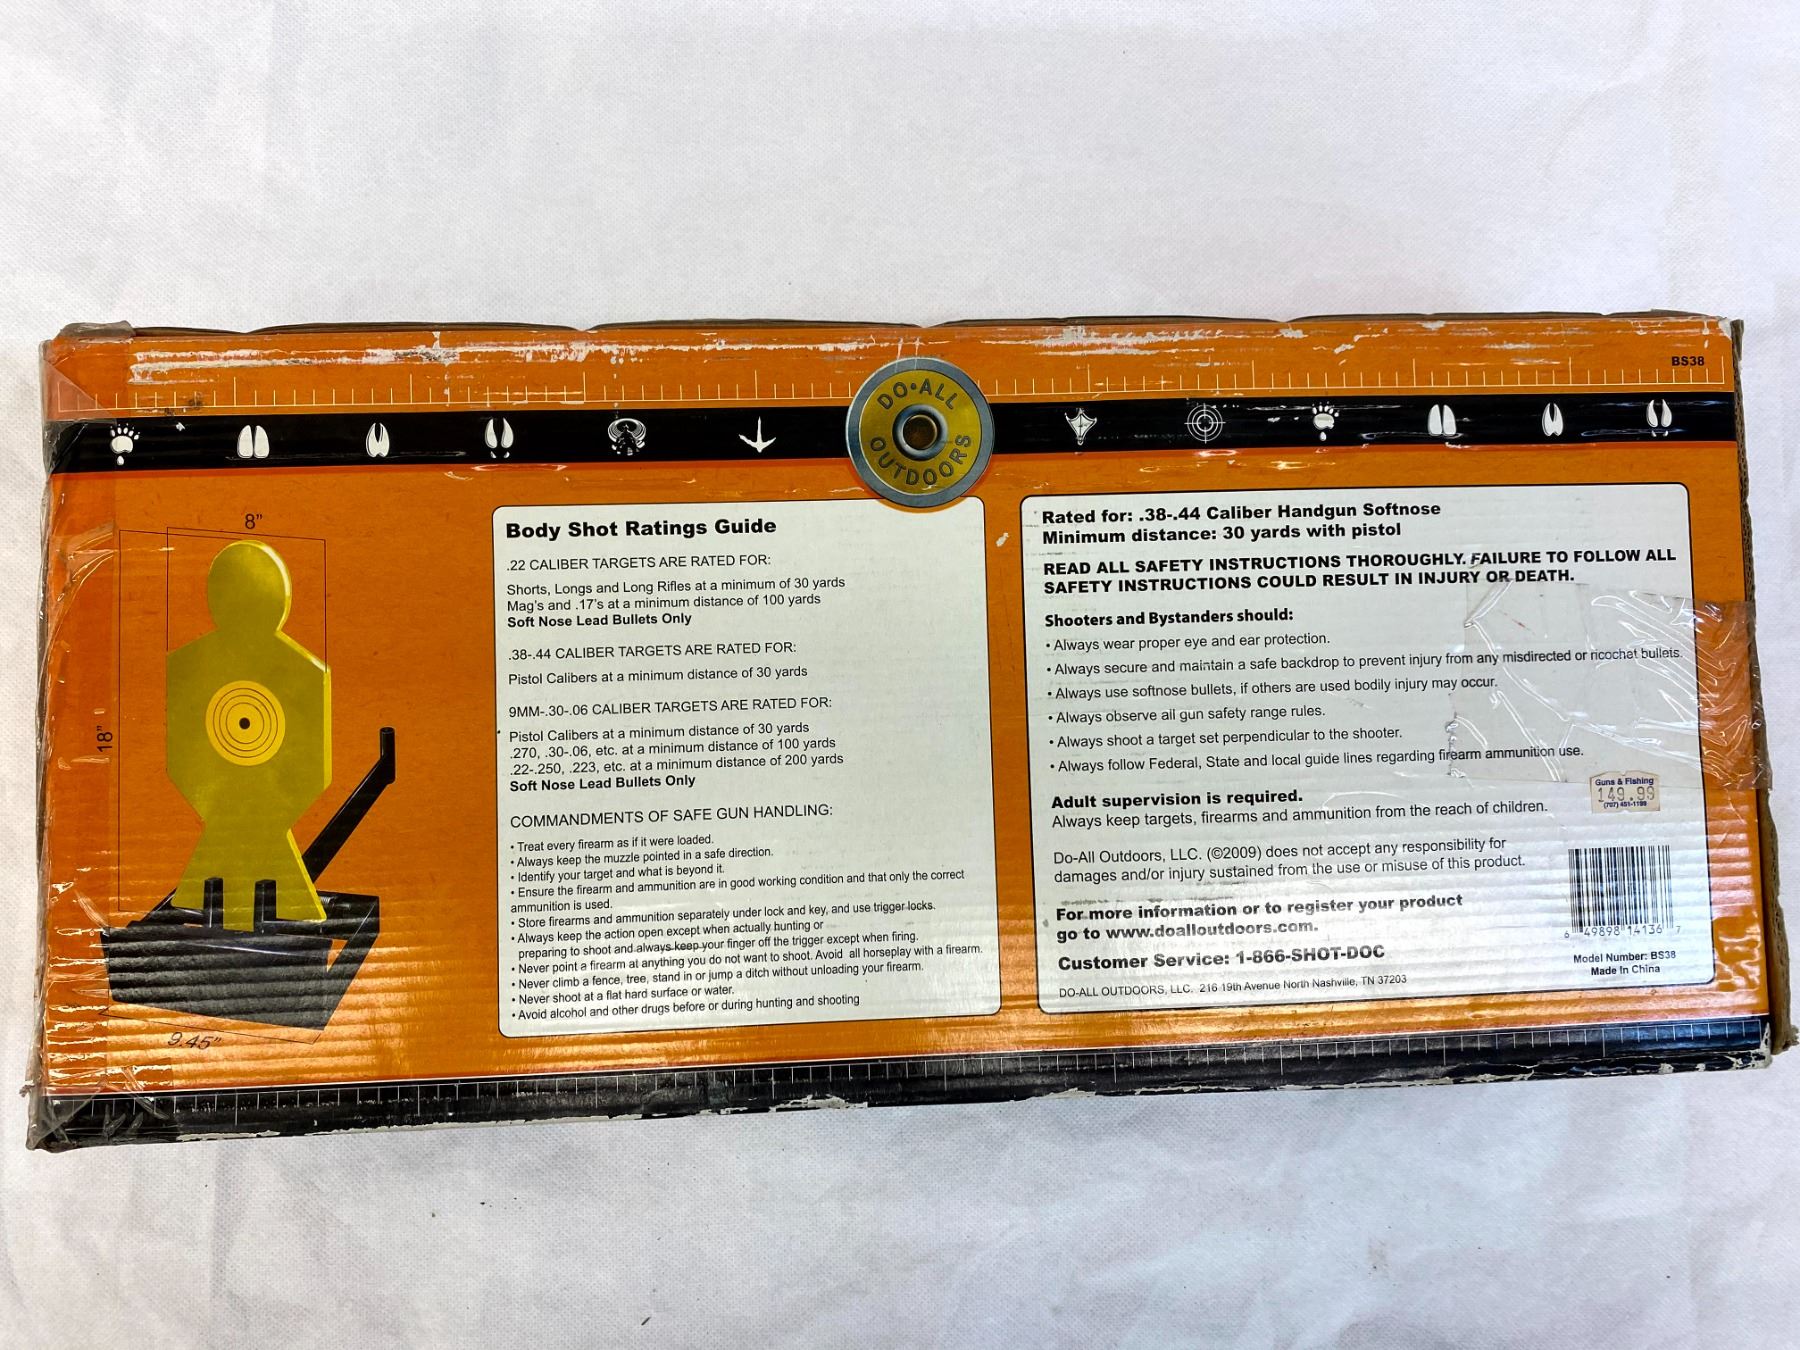 BS38
DO•ALL
OUTDOORS
8"
18"
9.45"
Body Shot Ratings Guide
.22 CALIBER TARGETS ARE RATED FOR:
Shorts, Longs and Long Rifles at a minimum of 30 yards
Mag's and .17's at a minimum distance of 100 yards
Soft Nose Lead Bullets Only
.38-.44 CALIBER TARGETS ARE RATED FOR:
Pistol Calibers at a minimum distance of 30 yards
9MM-.30-.06 CALIBER TARGETS ARE RATED FOR:
Pistol Calibers at a minimum distance of 30 yards
.270, .30-.06, etc. at a minimum distance of 100 yards
.22-.250, .223, etc. at a minimum distance of 200 yards
Soft Nose Lead Bullets Only
COMMANDMENTS OF SAFE GUN HANDLING:
• Treat every firearm as if it were loaded.
• Always keep the muzzle pointed in a safe direction.
• Identify your target and what is beyond it.
• Ensure the firearm and ammunition are in good working condition and that only the correct
ammunition is used.
• Store firearms and ammunition separately under lock and key, and use trigger locks.
• Always keep the action open except when actually hunting or
preparing to shoot and always keep your finger off the trigger except when firing.
• Never point a firearm at anything you do not want to shoot. Avoid all horseplay with a firearm.
• Never climb a fence, tree, stand in or jump a ditch without unloading your firearm.
• Never shoot at a flat hard surface or water.
• Avoid alcohol and other drugs before or during hunting and shooting
Rated for: .38-.44 Caliber Handgun Softnose
Minimum distance: 30 yards with pistol
READ ALL SAFETY INSTRUCTIONS THOROUGHLY. FAILURE TO FOLLOW ALL
SAFETY INSTRUCTIONS COULD RESULT IN INJURY OR DEATH.
Shooters and Bystanders should:
• Always wear proper eye and ear protection.
• Always secure and maintain a safe backdrop to prevent injury from any misdirected or ricochet bullets.
• Always use softnose bullets, if others are used bodily injury may occur.
• Always observe all gun safety range rules.
• Always shoot a target set perpendicular to the shooter.
• Always follow Federal, State and local guide lines regarding firearm ammunition use.
Guns & Fishing
149.99
(707) 451-1199
Adult supervision is required.
Always keep targets, firearms and ammunition from the reach of children.
Do-All Outdoors, LLC. (©2009) does not accept any responsibility for
damages and/or injury sustained from the use or misuse of this product.
For more information or to register your product
go to www.doalloutdoors.com.
Customer Service: 1-866-SHOT-DOC
DO-ALL OUTDOORS, LLC. 216 19th Avenue North Nashville, TN 37203
6 49898 14136 7
Model Number: BS38
Made In China